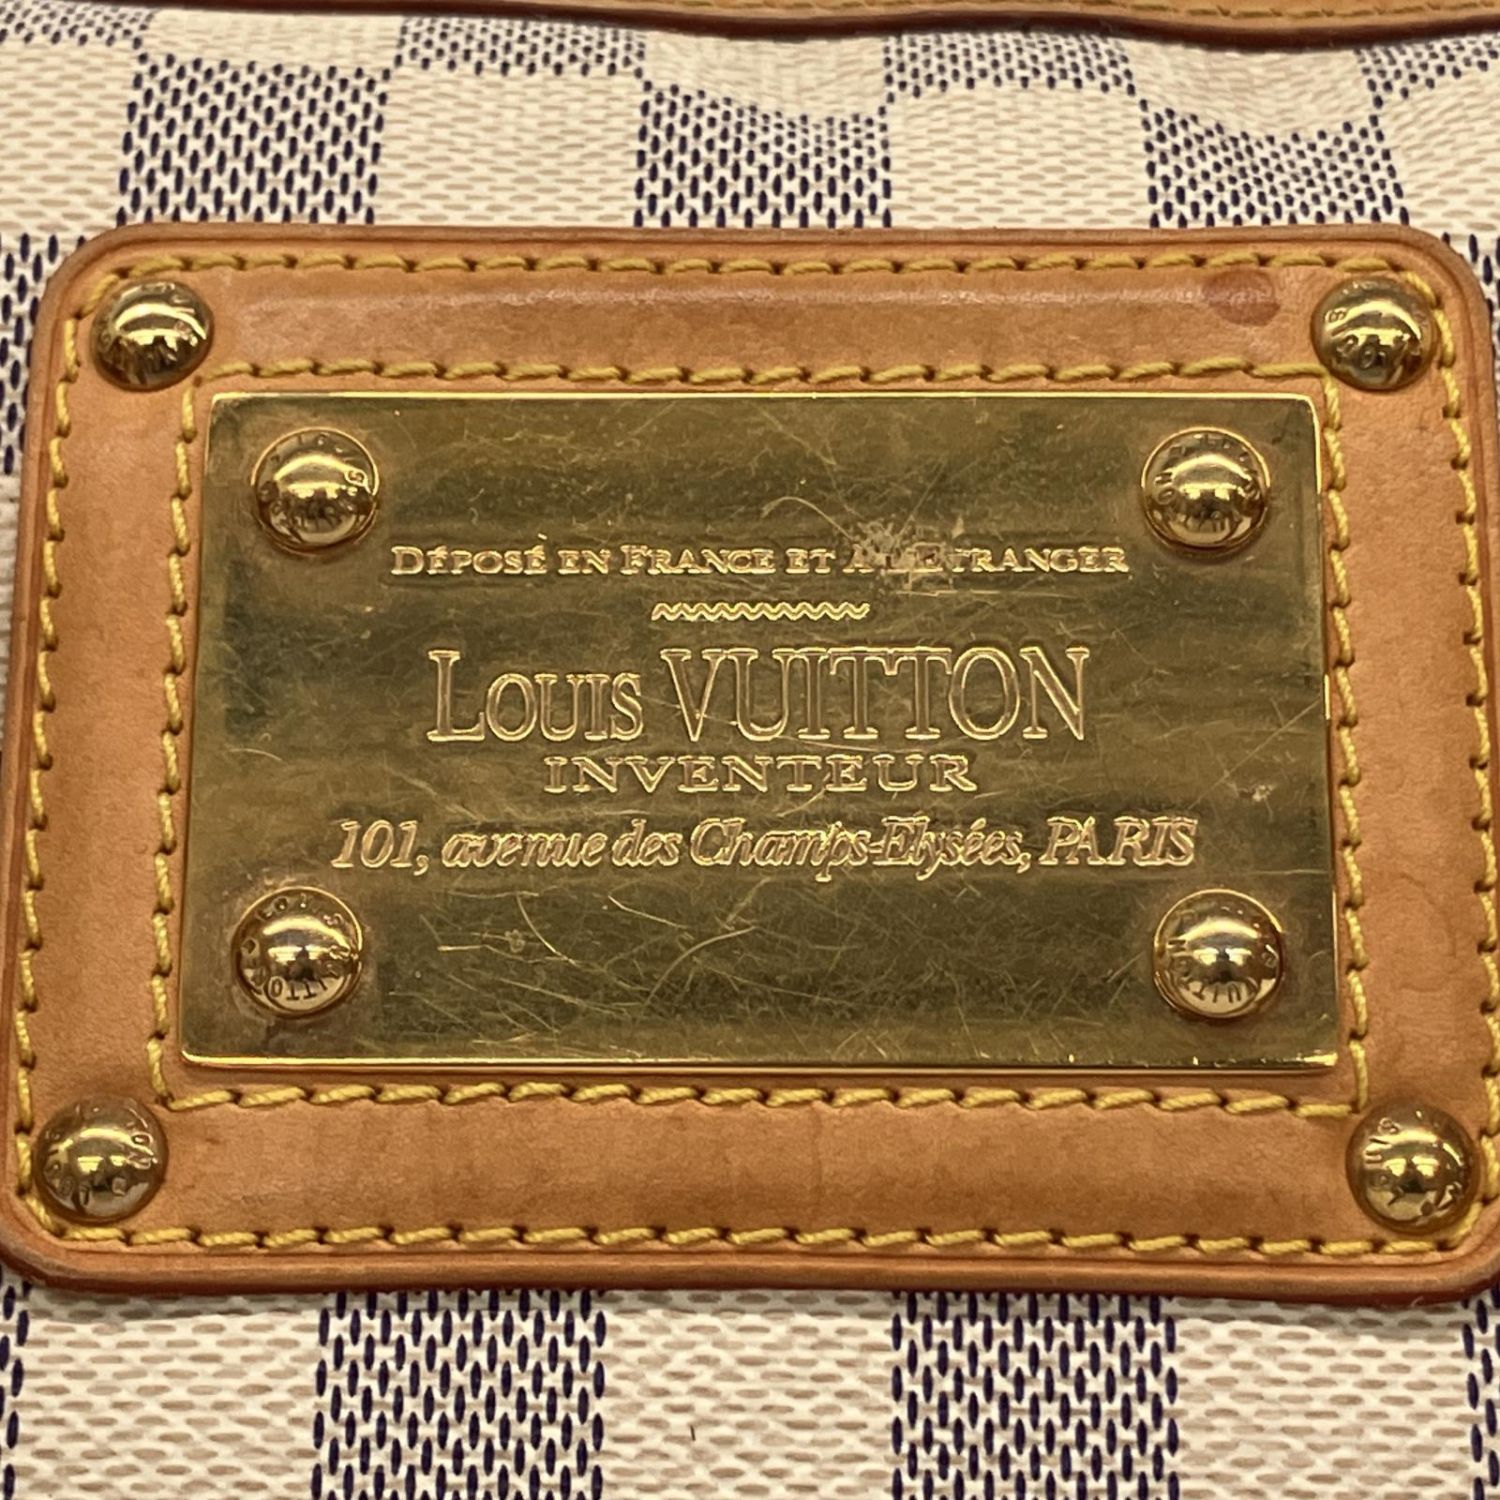 DÉPOSÉ EN FRANCE ET A L'ETRANGER
LOUIS VUITTON
INVENTEUR
101, avenue des Champs-Elysées, PARIS